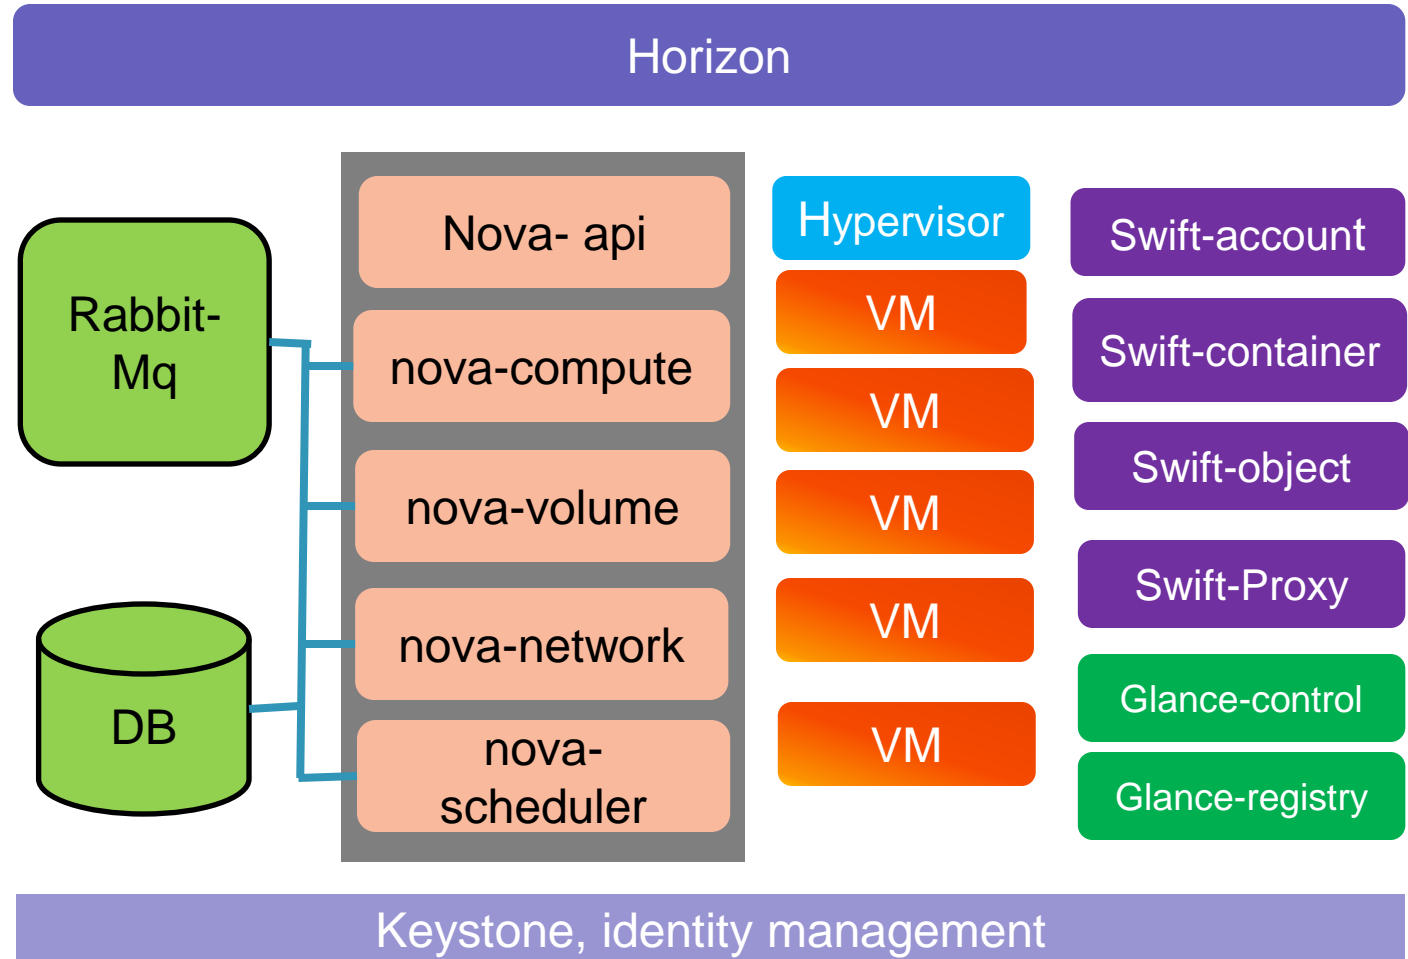 Horizon
Rabbit-
Mq
DB
Nova- api
nova-compute
nova-volume
nova-network
nova-
scheduler
Hypervisor
VM
VM
VM
VM
VM
Swift-account
Swift-container
Swift-object
Swift-Proxy
Glance-control
Glance-registry
Keystone, identity management